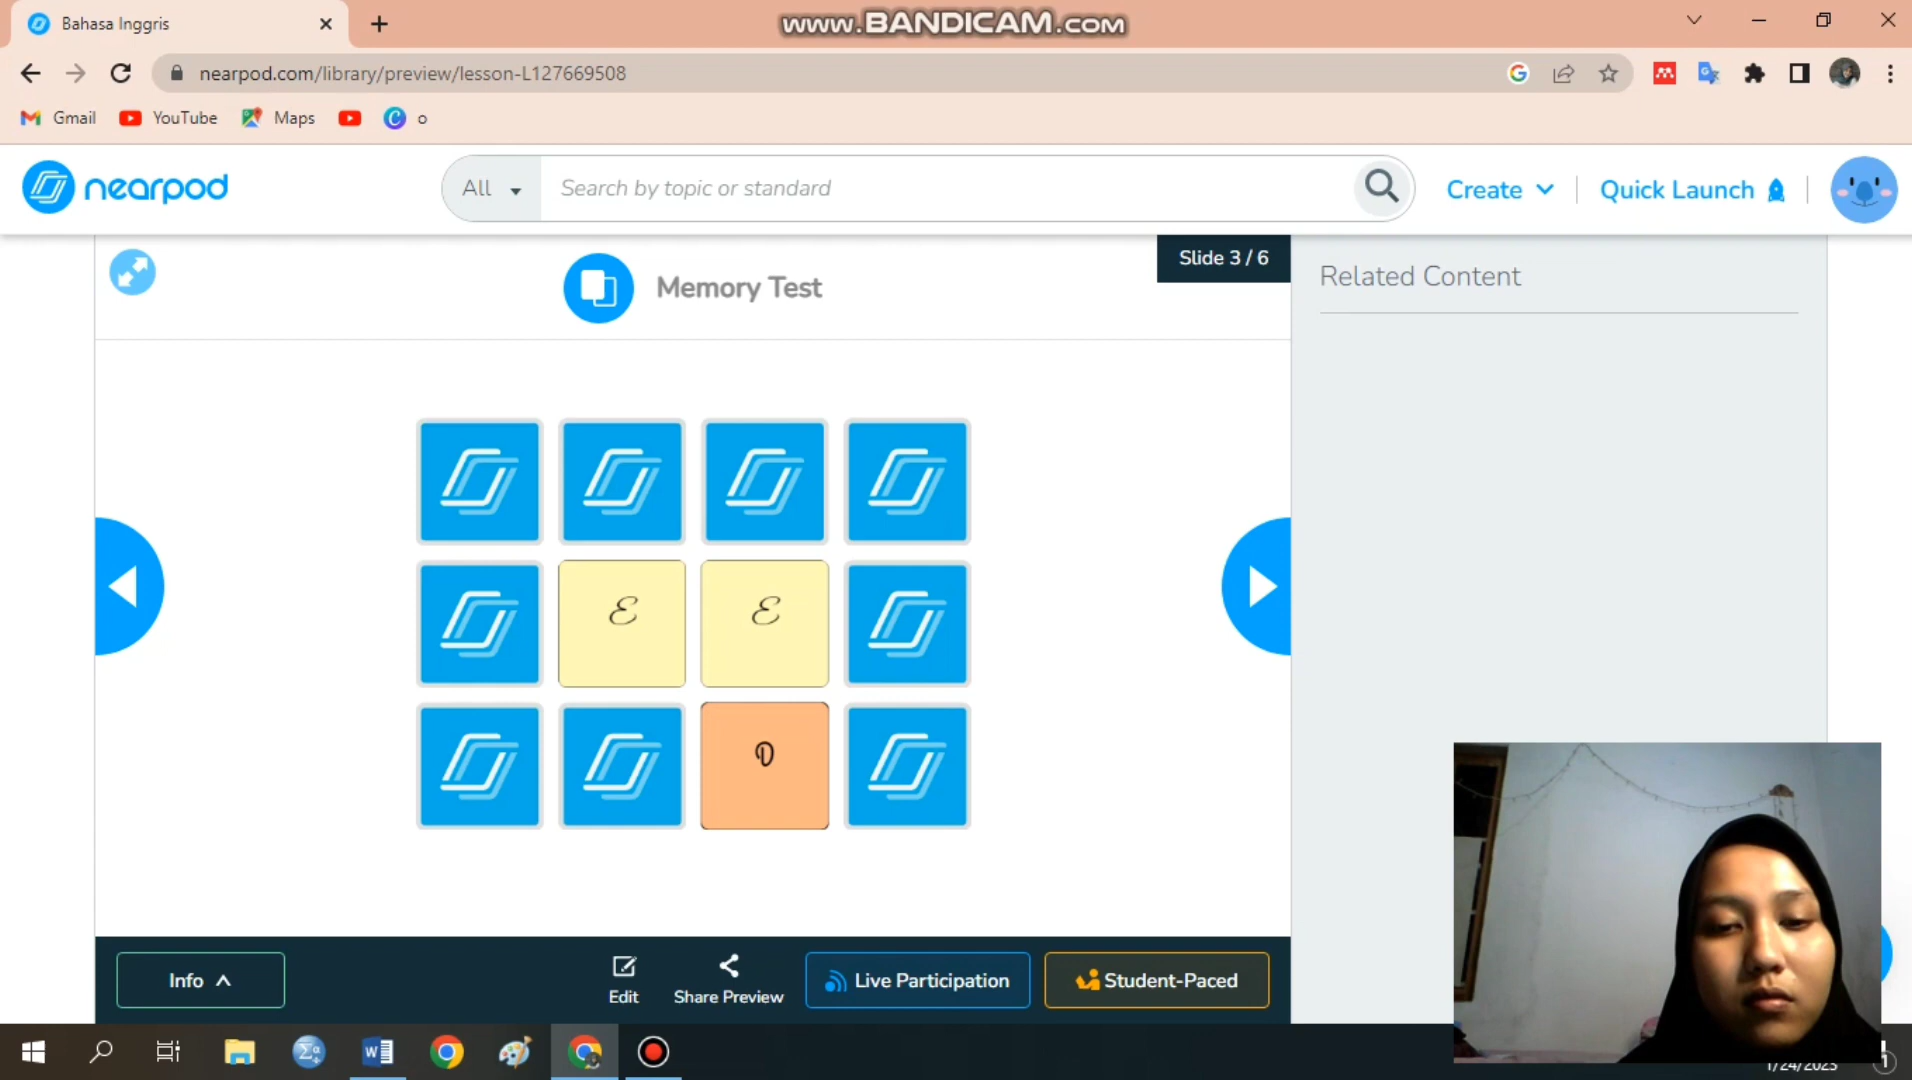 Bahasa Inggris
www.BANDICAM.com
nearpod.com/library/preview/lesson-L127669508
Gmail
YouTube
Maps
o
nearpod
All
Search by topic or standard
Create
Quick Launch
Memory Test
Slide 3 / 6
Related Content
ℰ
ℰ
D
Info
Edit
Share Preview
Live Participation
Student-Paced